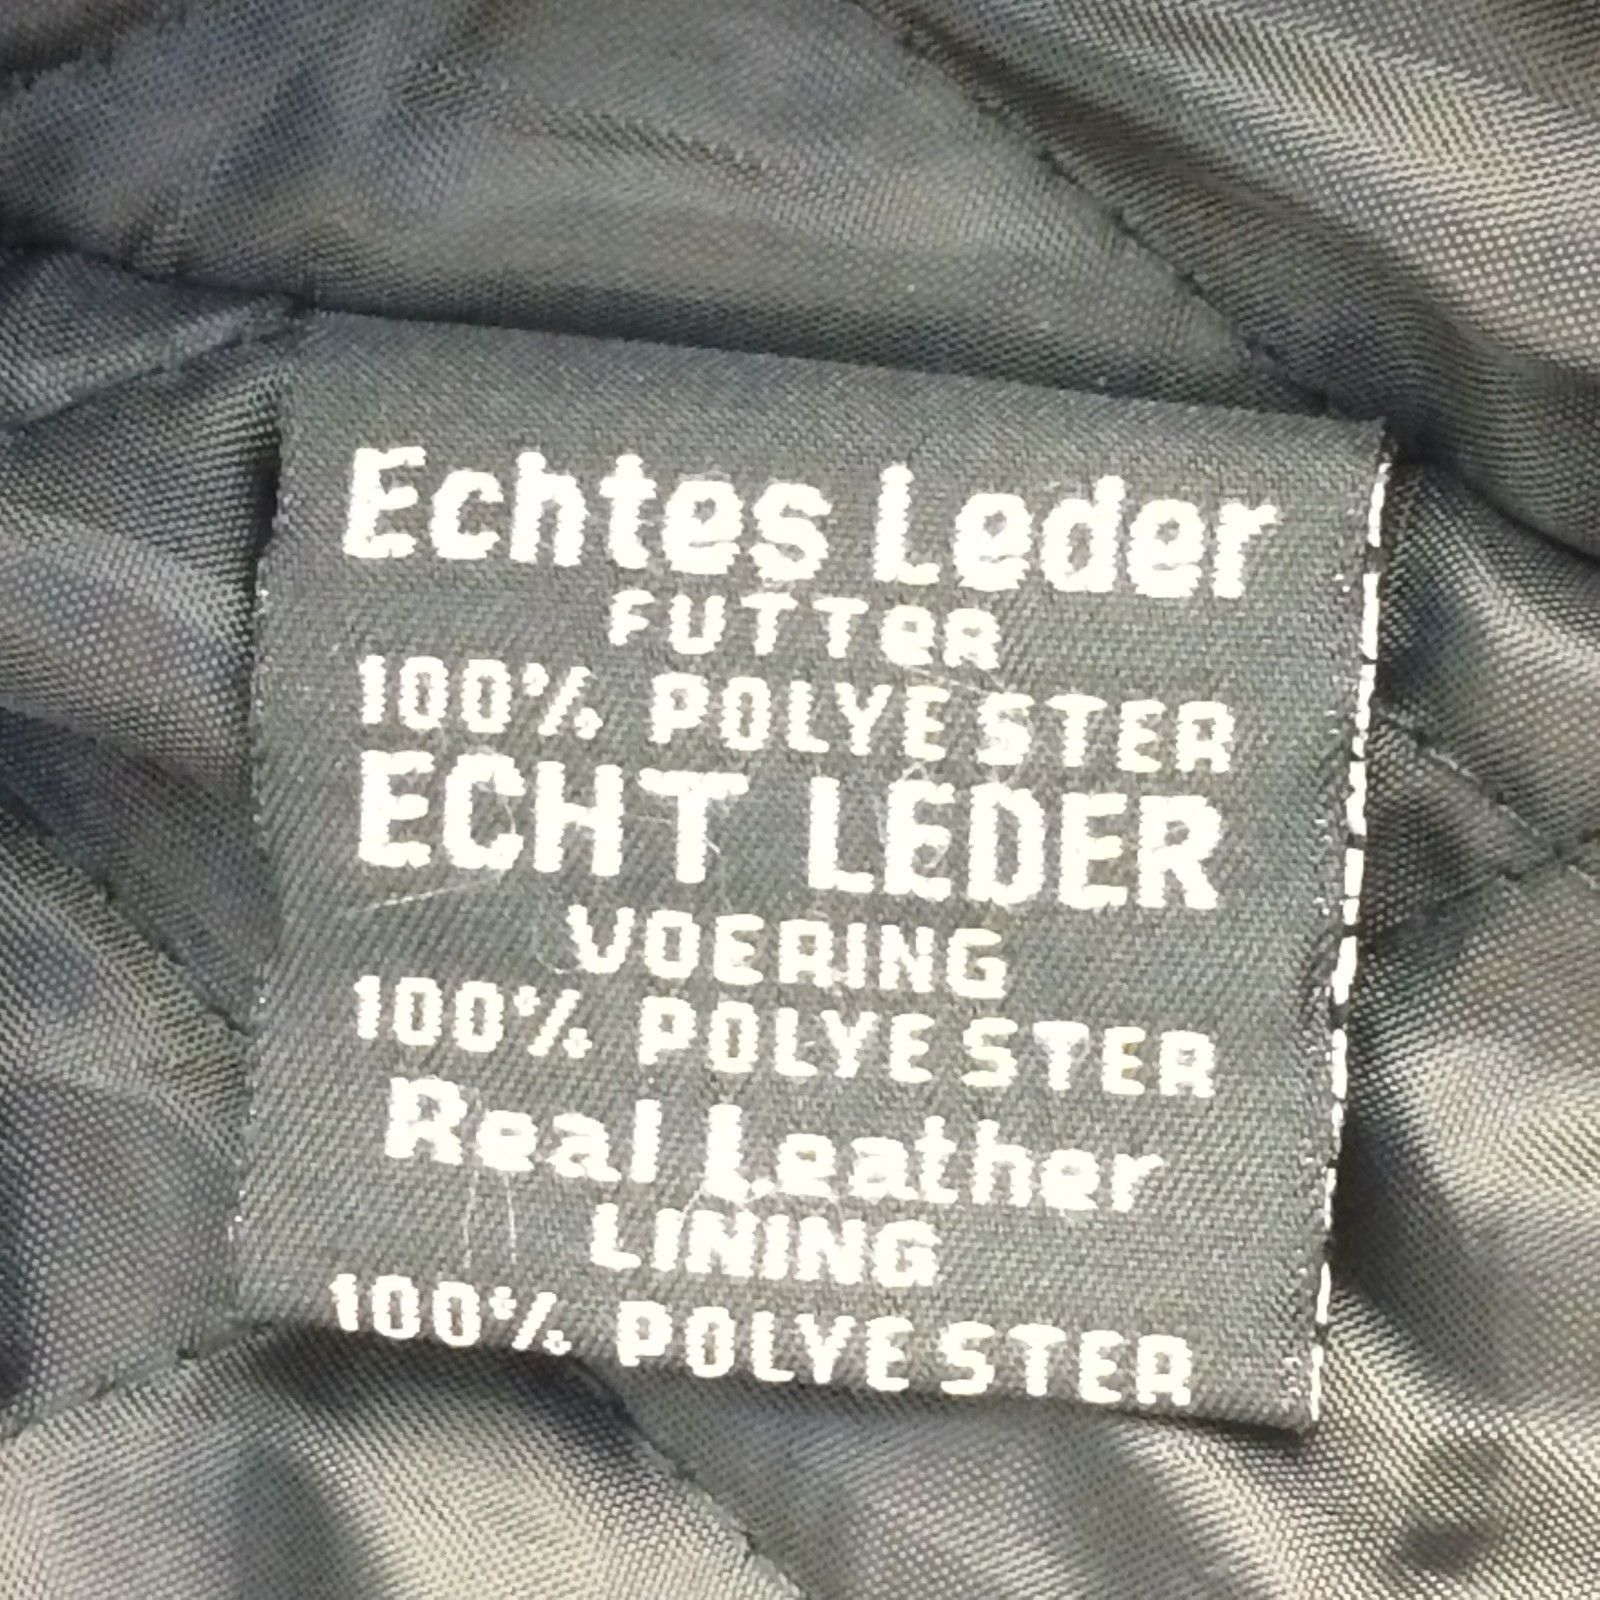 Echtes Leder
FUTTeR
100% POLYESTER
ECHT LEDER
VOERING
100% POLYESTER
Real Leather
LINING
100% POLYESTER